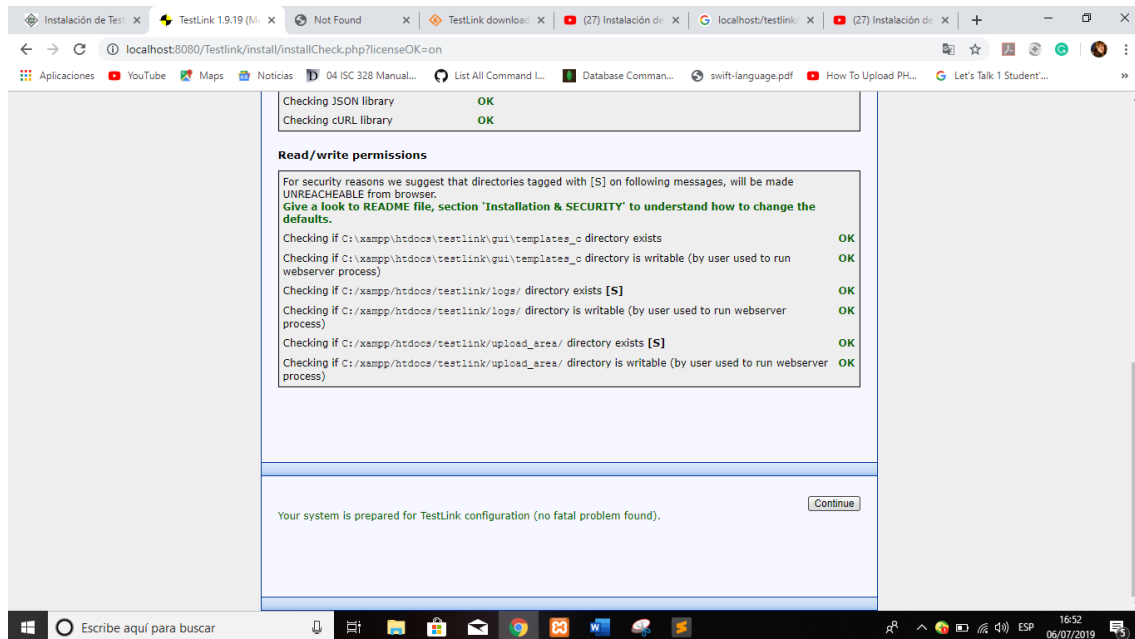 Instalación de Test
TestLink 1.9.19 (Mo
Not Found
TestLink download
(27) Instalación de
localhost:/testlink/
(27) Instalación de
localhost:8080/Testlink/install/installCheck.php?licenseOK=on
Aplicaciones
YouTube
Maps
Noticias
04 ISC 328 Manual...
List All Command l...
Database Comman...
swift-language.pdf
How To Upload PH...
Let's Talk 1 Student'...
Checking JSON library OK
Checking cURL library OK
Read/write permissions
For security reasons we suggest that directories tagged with [S] on following messages, will be made
UNREACHEABLE from browser.
Give a look to README file, section 'Installation & SECURITY' to understand how to change the
defaults.
Checking if C:\xampp\htdocs\testlink\gui\templates_c directory exists OK
Checking if C:\xampp\htdocs\testlink\gui\templates_c directory is writable (by user used to run OK
webserver process)
Checking if C:/xampp/htdocs/testlink/logs/ directory exists [S] OK
Checking if C:/xampp/htdocs/testlink/logs/ directory is writable (by user used to run webserver OK
process)
Checking if C:/xampp/htdocs/testlink/upload_area/ directory exists [S] OK
Checking if C:/xampp/htdocs/testlink/upload_area/ directory is writable (by user used to run webserver OK
process)
Continue
Your system is prepared for TestLink configuration (no fatal problem found).
Escribe aquí para buscar
ESP
16:52
06/07/2019